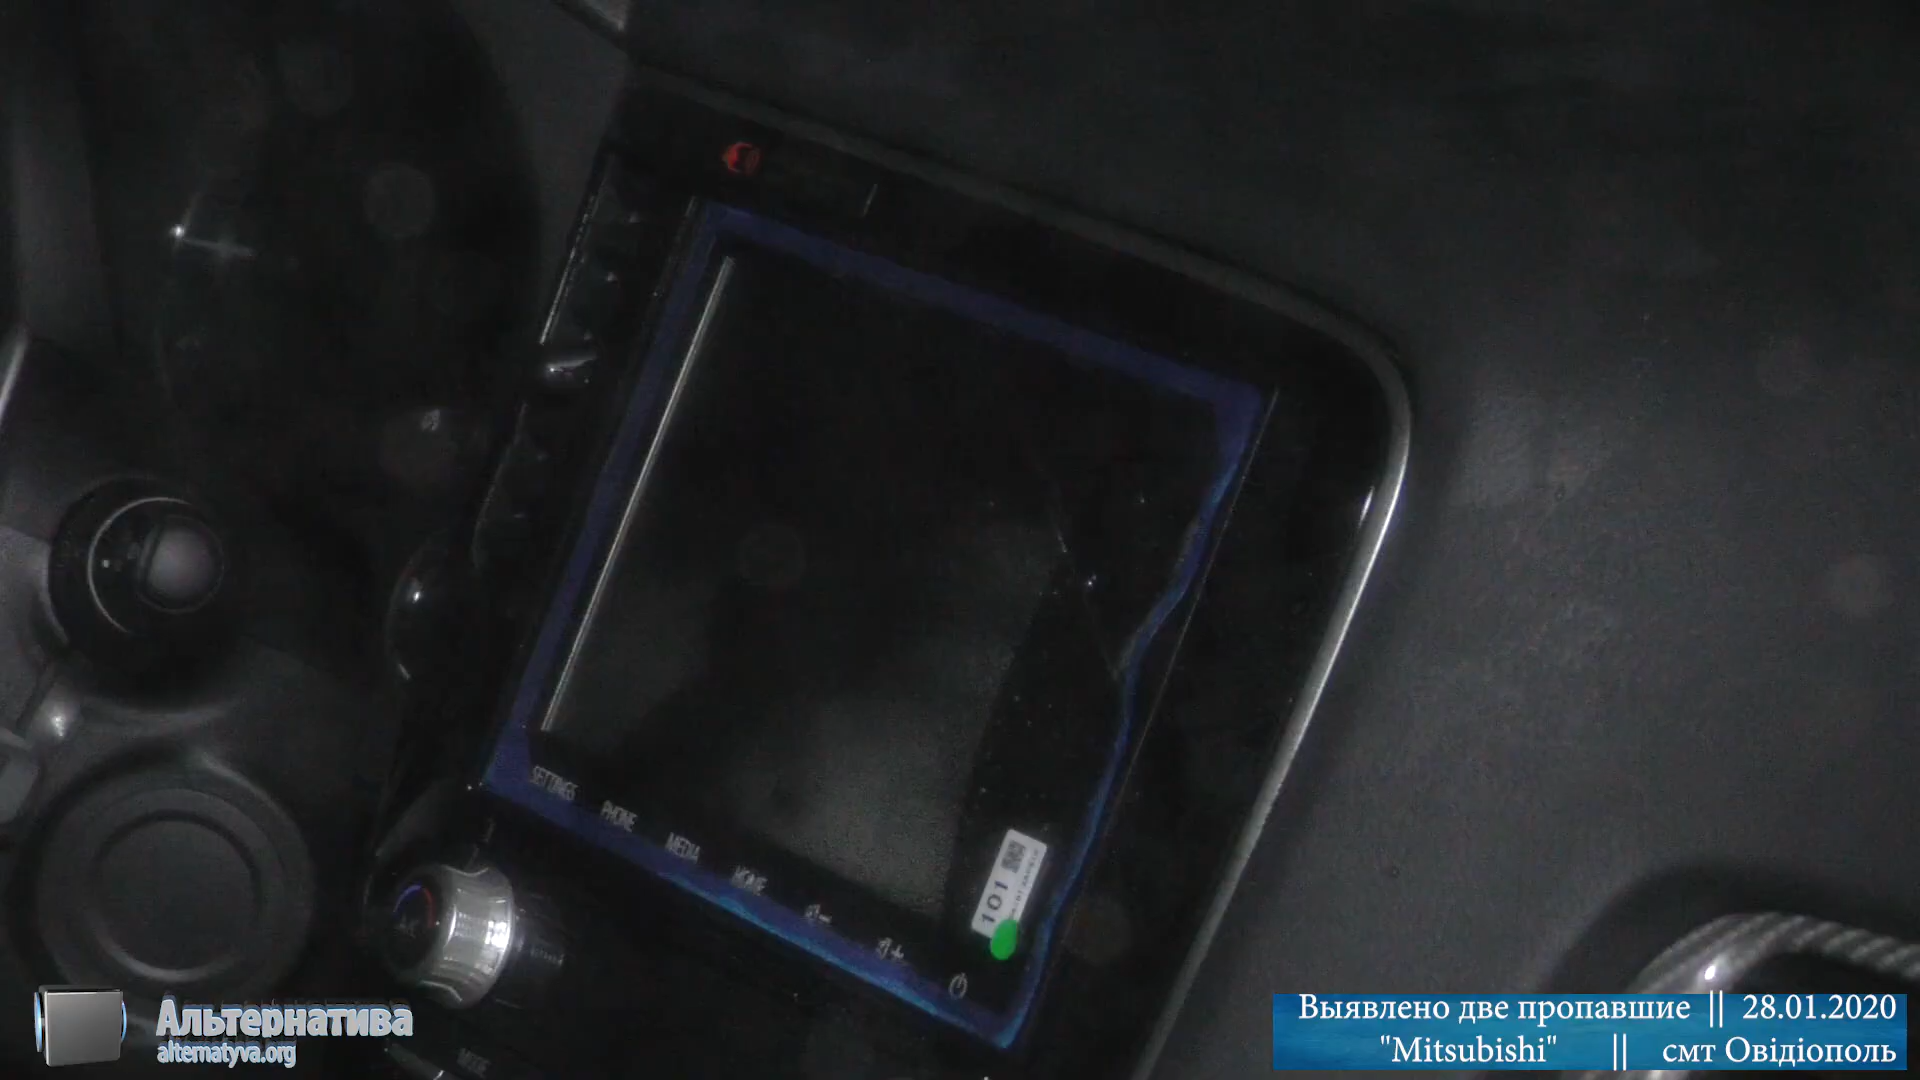 SETTINGS
PHONE
MEDIA
HOME
101
Альтернатива
alternatyva.org
Выявлено две пропавшие || 28.01.2020
"Mitsubishi" || смт Овідіополь